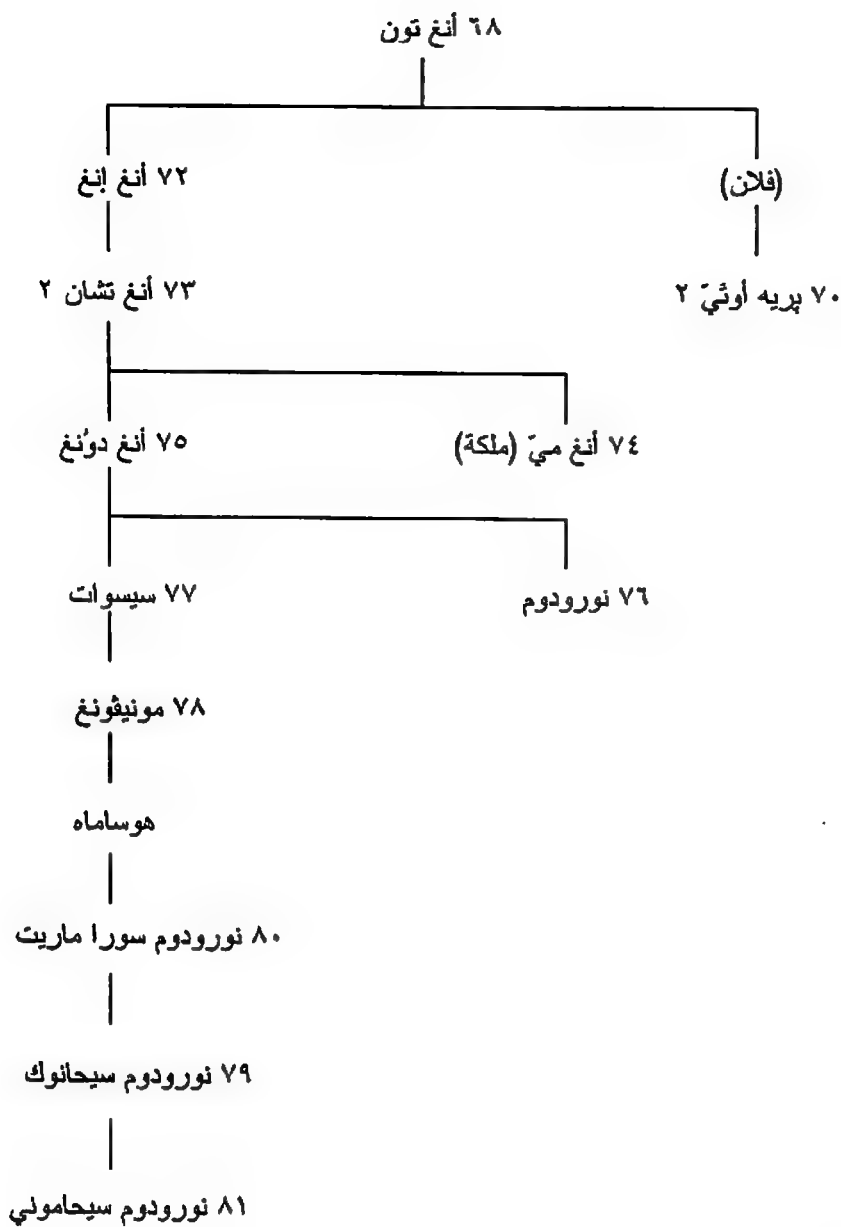 ٦٨ أنغ تون
(فلان)
٧٢ أنغ إنغ
٧٠ بريه أوتيّ ٢
٧٣ أنغ تشان ٢
٧٤ أنغ ميّ (ملكة)
٧٥ أنغ دوُنغ
٧٦ نورودوم
٧٧ سيسوات
٧٨ مونيڤونغ
هوساماه
٨٠ نورودوم سورا ماريت
٧٩ نورودوم سيحانوك
٨١ نورودوم سيحاموني